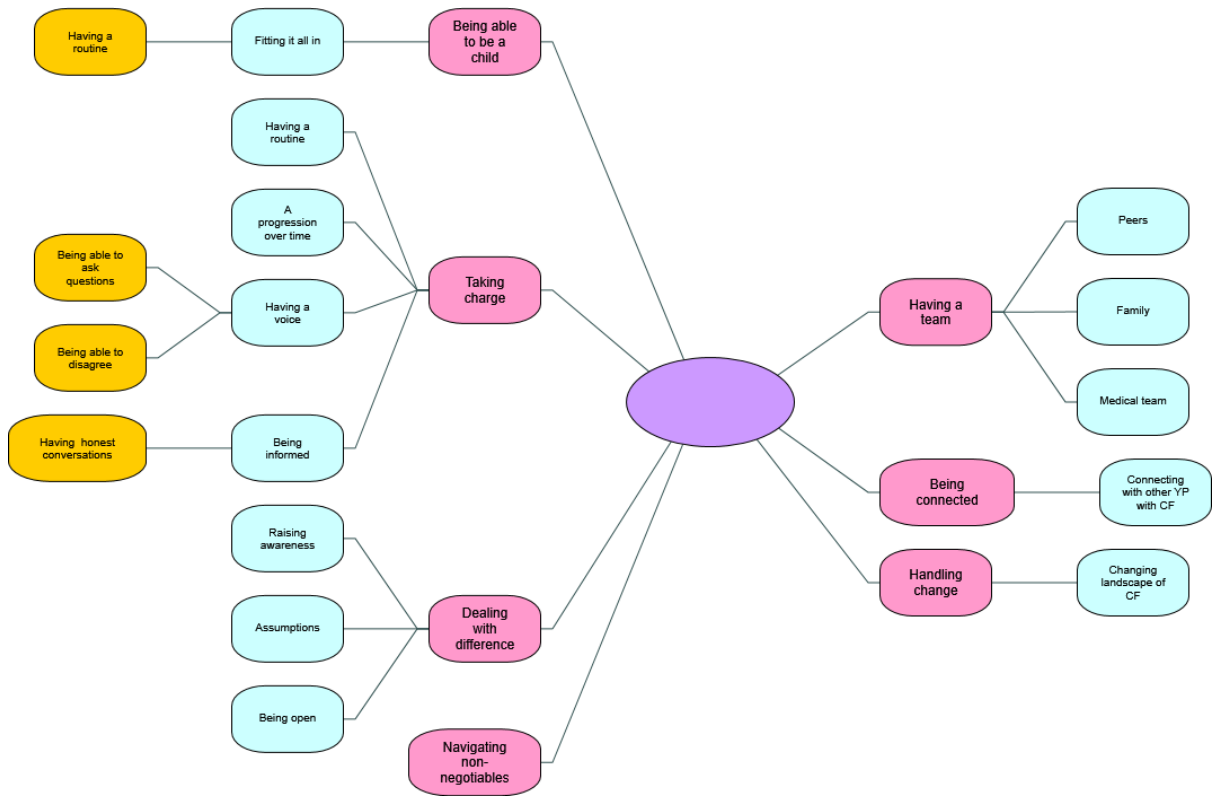 Having a
routine
Fitting it all in
Being able
to be a
child
Having a
routine
A
progression
over time
Being able to
ask
questions
Having a
voice
Being able to
disagree
Taking
charge
Having  honest
conversations
Being
informed
Raising
awareness
Assumptions
Being open
Dealing
with
difference
Navigating
non-
negotiables
Having a
team
Peers
Family
Medical team
Being
connected
Connecting
with other YP
with CF
Handling
change
Changing
landscape of
CF